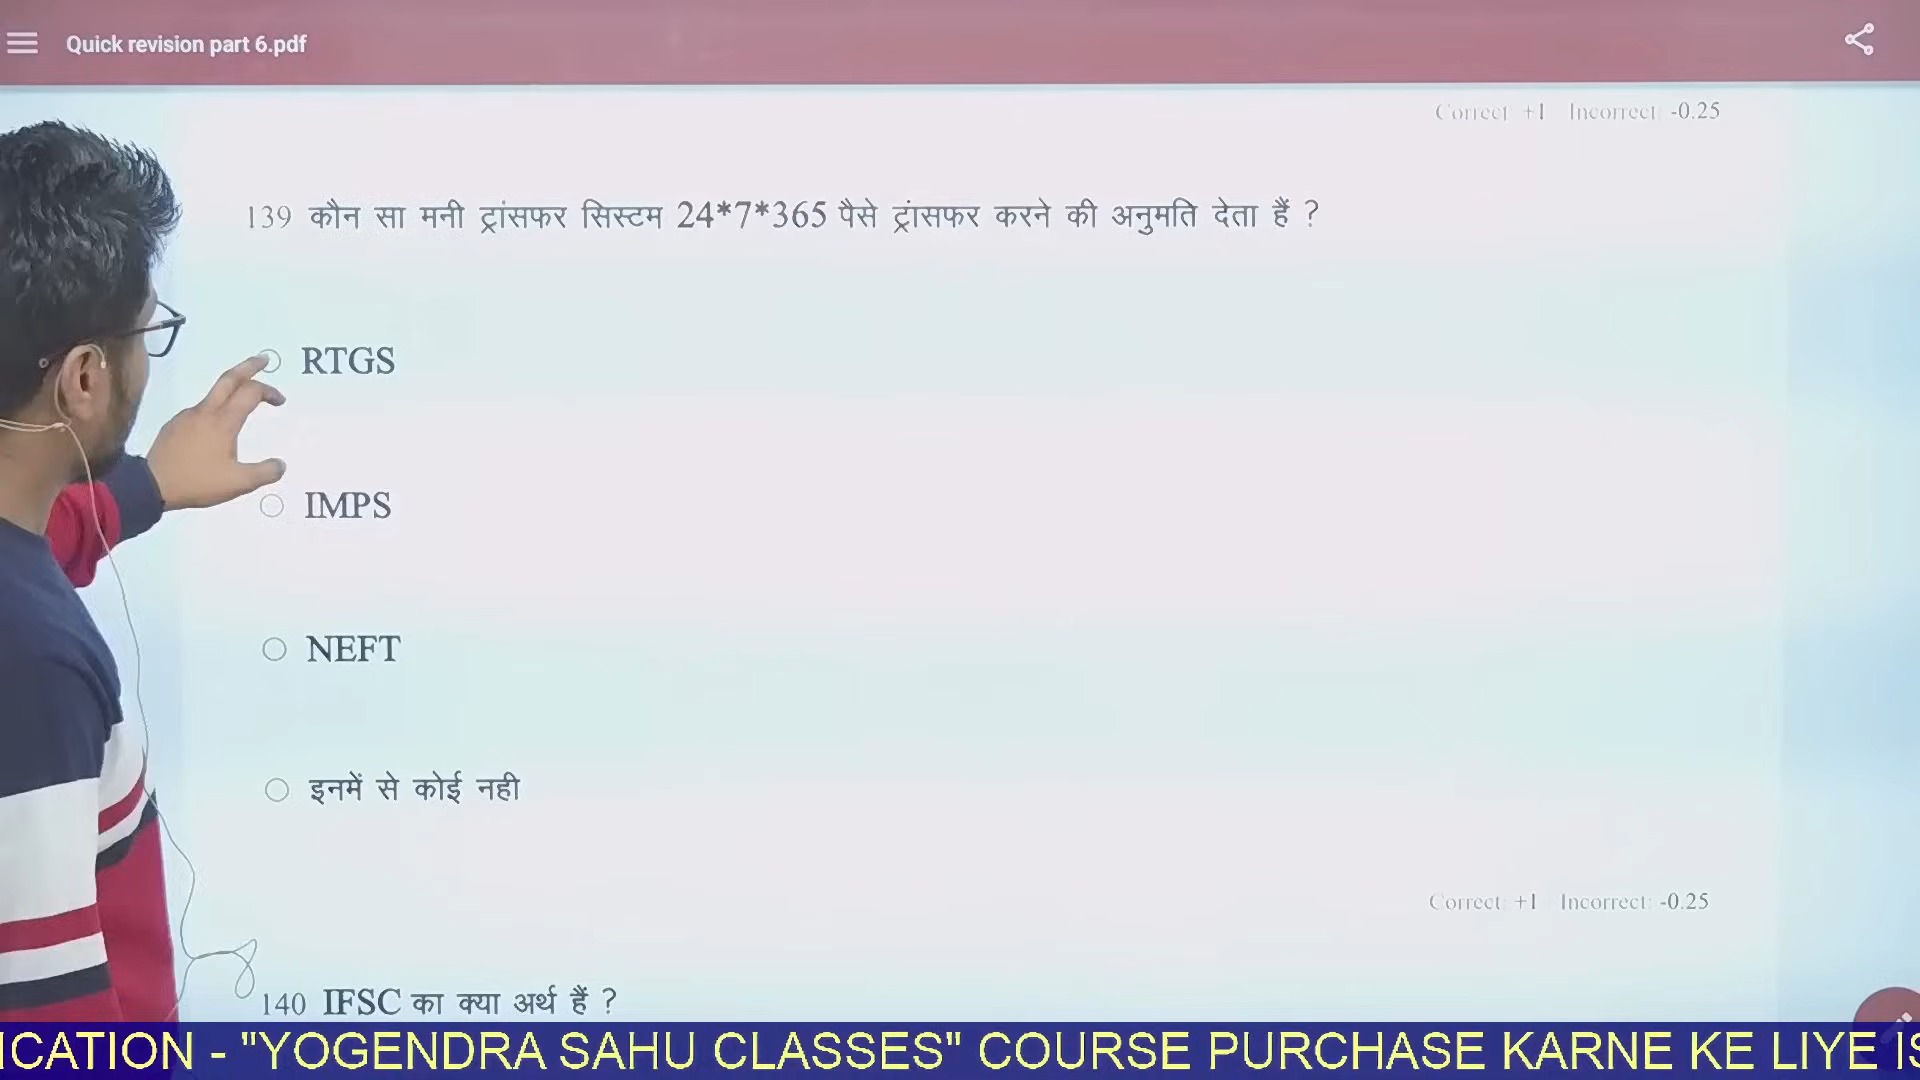 Quick revision part 6.pdf
Correct +1 Incorrect -0.25
139 कौन सा मनी ट्रांसफर सिस्टम 24*7*365 पैसे ट्रांसफर करने की अनुमति देता हैं ?
RTGS
IMPS
NEFT
इनमें से कोई नही
Correct +1 Incorrect -0.25
140 IFSC का क्या अर्थ हैं ?
ICATION - "YOGENDRA SAHU CLASSES" COURSE PURCHASE KARNE KE LIYE IS